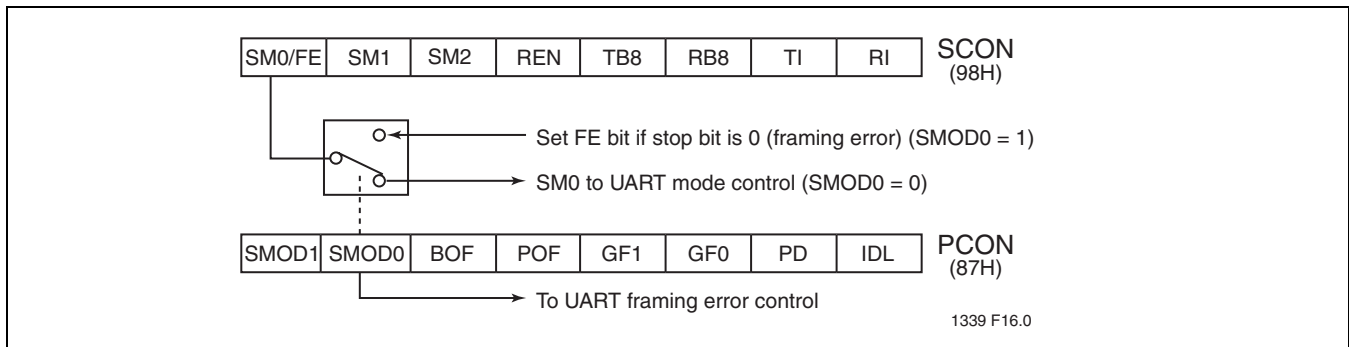 SM0/FE SM1 SM2 REN TB8 RB8 TI RI SCON
(98H)
Set FE bit if stop bit is 0 (framing error) (SMOD0 = 1)
SM0 to UART mode control (SMOD0 = 0)
SMOD1 SMOD0 BOF POF GF1 GF0 PD IDL PCON
(87H)
To UART framing error control
1339 F16.0